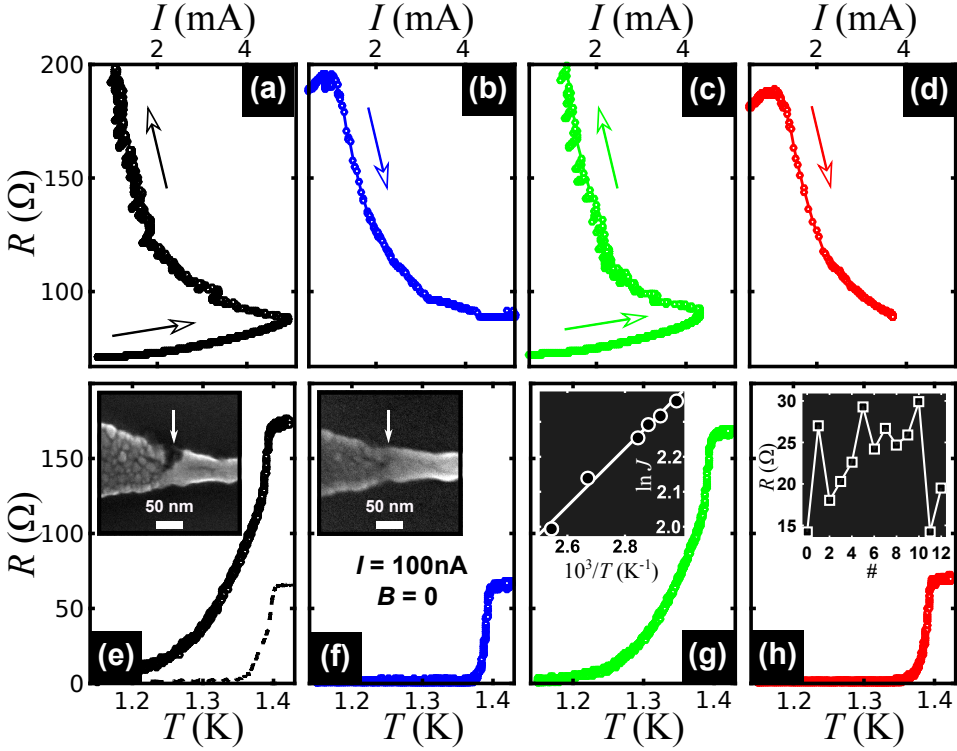 I (mA) I (mA) I (mA) I (mA)
2 4 2 4 2 4
200
150
100
R (Ω)
(a)
(b)
(c)
(d)
150
100
50
0
R (Ω)
50 nm
(e)
50 nm
I = 100nA
B = 0
(f)
ln J
2.2
2.1
2.0
2.6 2.8
10³/T (K⁻¹)
(g)
R (Ω)
30
25
20
15
0 2 4 6 8 10 12
#
(h)
1.2 1.3 1.4 1.2 1.3 1.4 1.2 1.3 1.4 1.2 1.3 1.4
T (K) T (K) T (K) T (K)